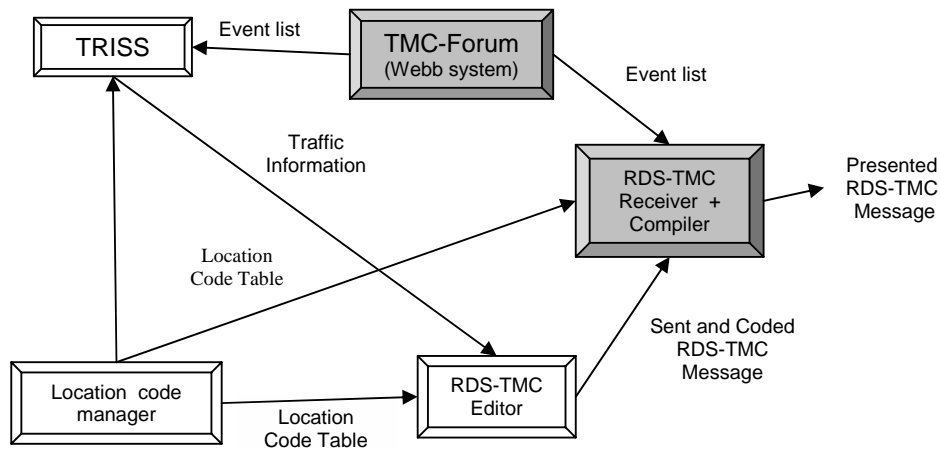 TRISS
Event list
TMC-Forum
(Webb system)
Event list
Traffic
Information
RDS-TMC
Receiver +
Compiler
Presented
RDS-TMC
Message
Location
Code Table
Sent and Coded
RDS-TMC
Message
Location code
manager
Location
Code Table
RDS-TMC
Editor